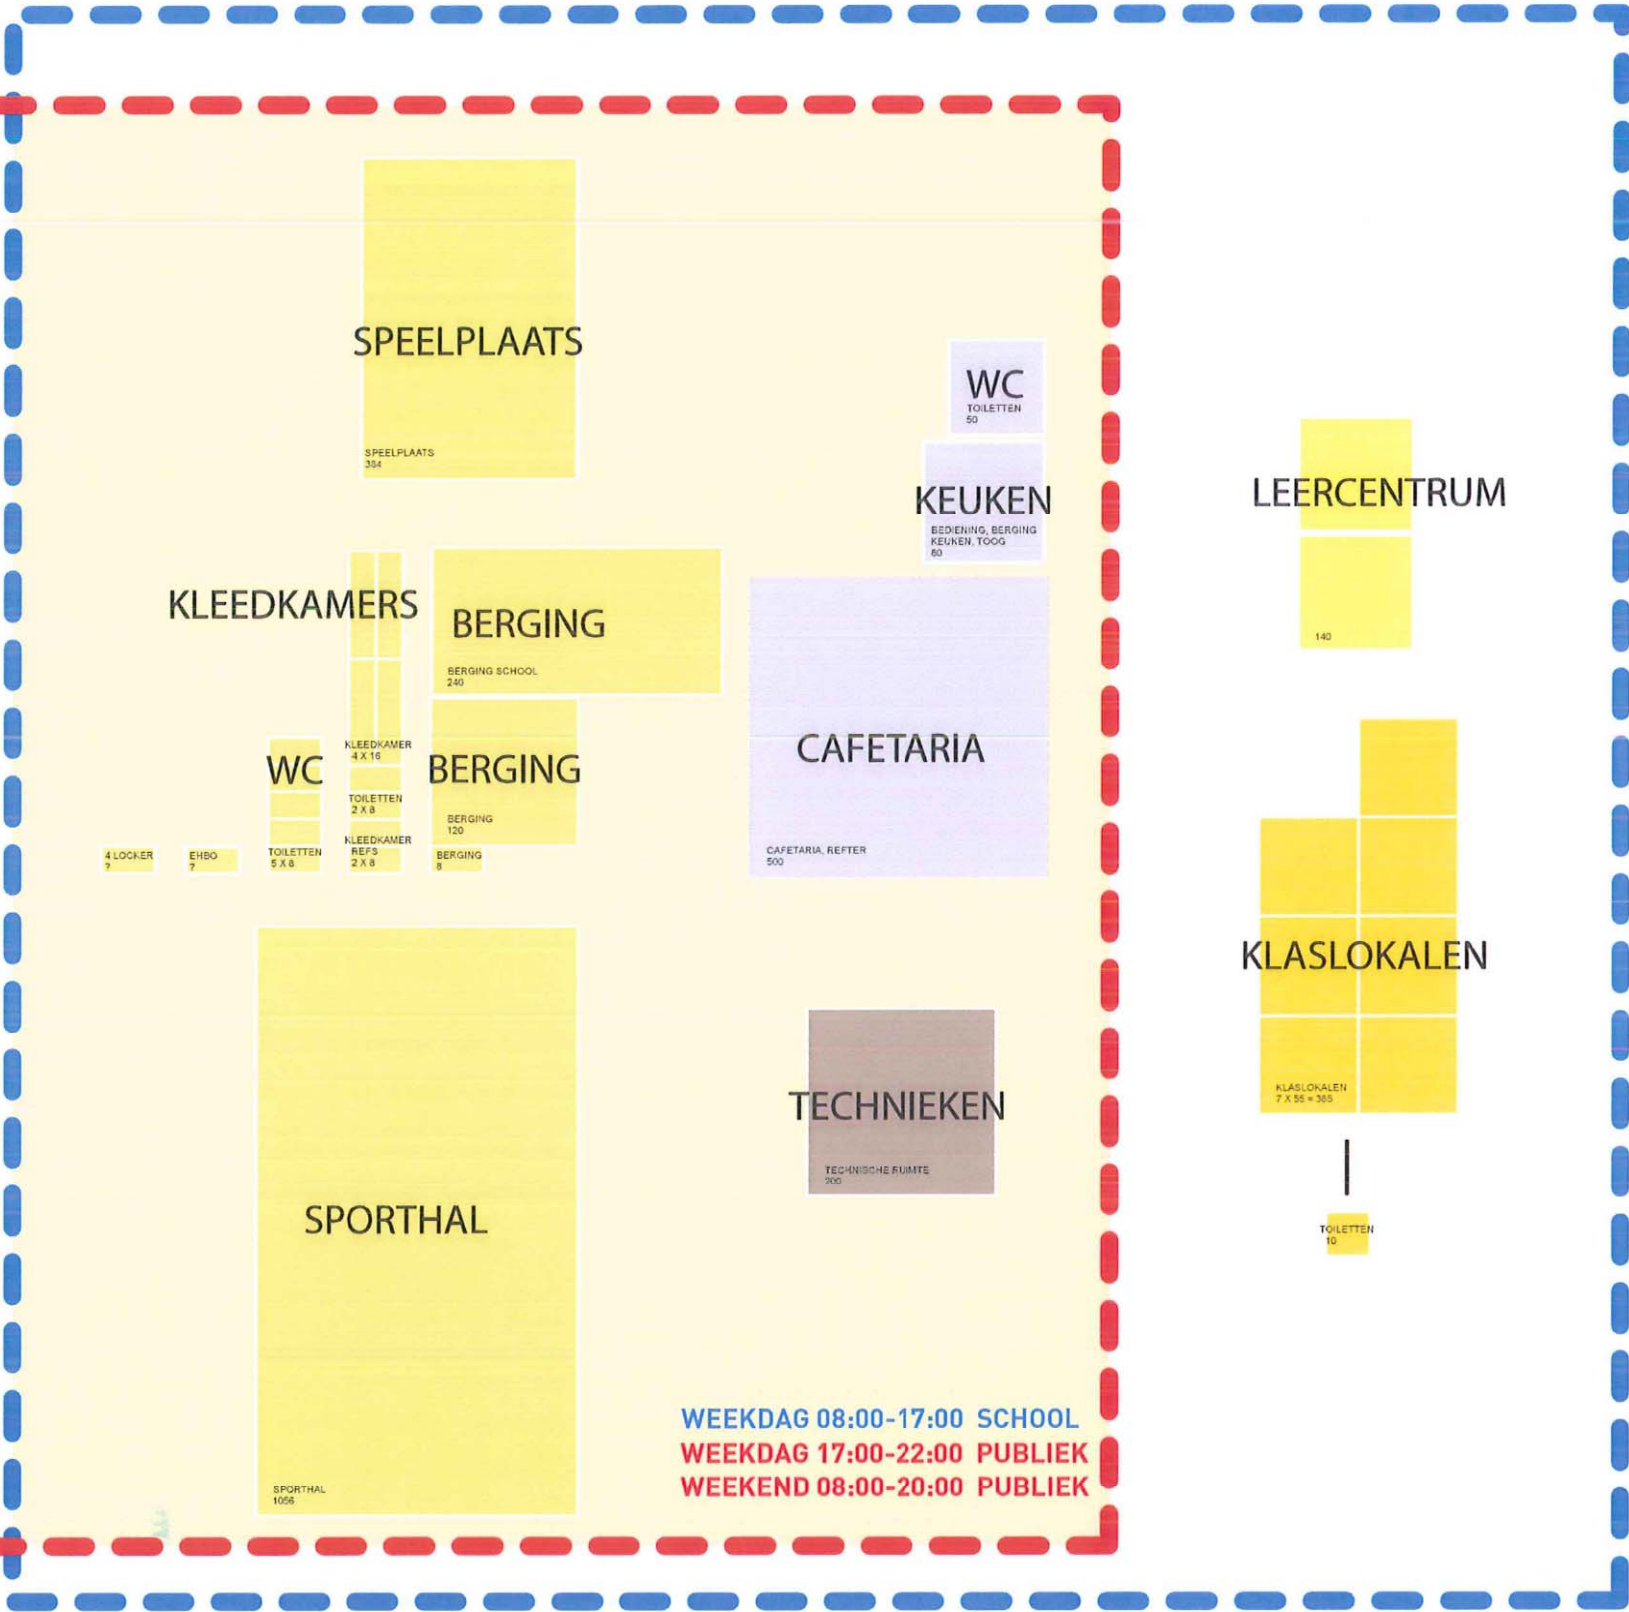 SPEELPLAATS
SPEELPLAATS
384
WC
TOILETTEN
50
KEUKEN
BEDIENING, BERGING
KEUKEN, TOOG
80
LEERCENTRUM
140
KLEEDKAMERS
BERGING
BERGING SCHOOL
240
KLEEDKAMER
4 X 16
WC
BERGING
TOILETTEN
2 X 8
BERGING
120
KLEEDKAMER
REFS
2 X 8
4 LOCKER
?
EHBO
?
TOILETTEN
5 X 8
BERGING
8
CAFETARIA
CAFETARIA, REFTER
500
KLASLOKALEN
KLASLOKALEN
7 X 55 = 385
TECHNIEKEN
TECHNISCHE RUIMTE
200
TOILETTEN
10
SPORTHAL
SPORTHAL
1056
WEEKDAG 08:00-17:00 SCHOOL
WEEKDAG 17:00-22:00 PUBLIEK
WEEKEND 08:00-20:00 PUBLIEK